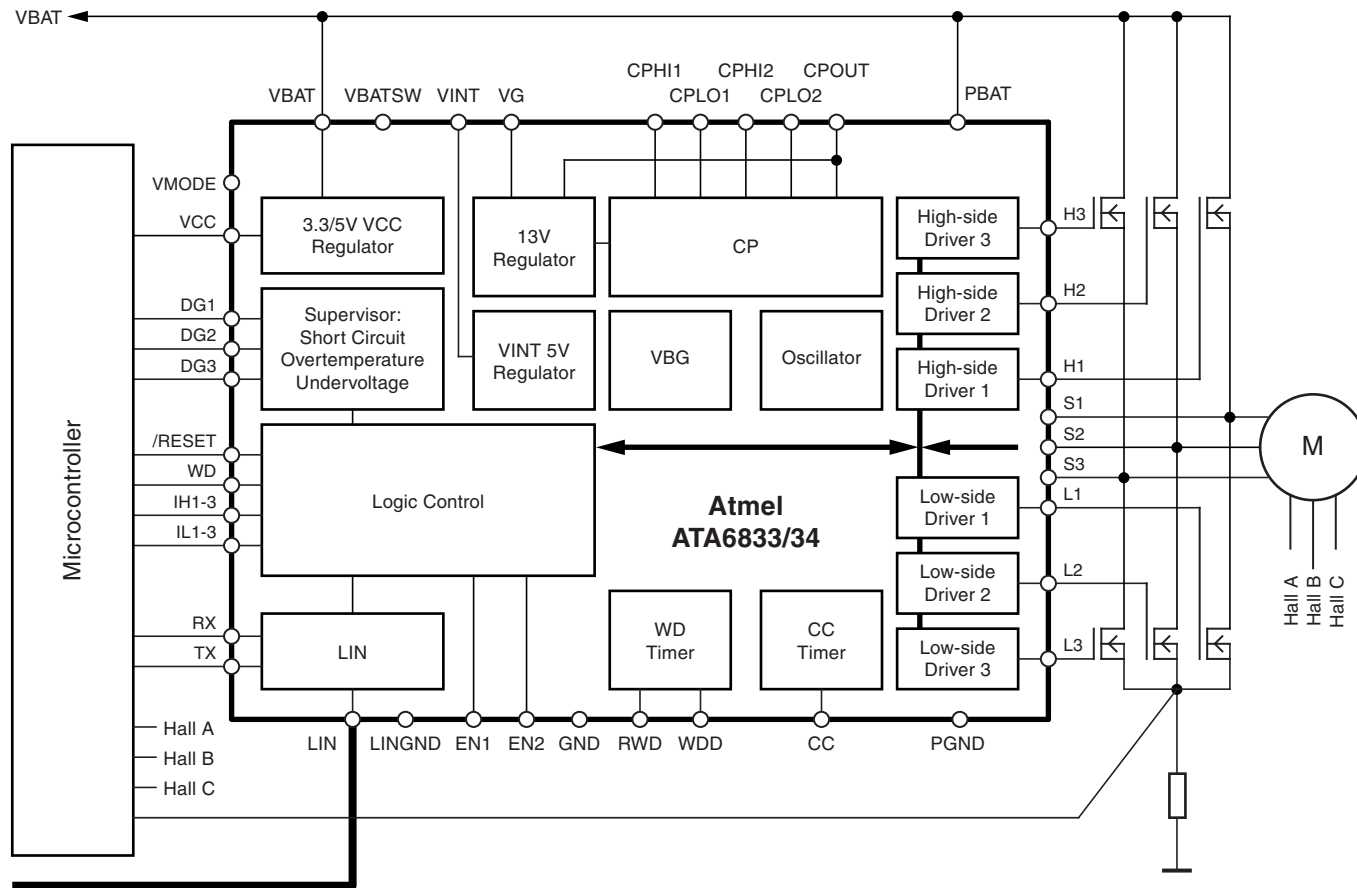 VBAT
CPHI1
CPHI2
CPOUT
VBAT
VBATSW
VINT
VG
CPLO1
CPLO2
PBAT
VMODE
VCC
3.3/5V VCC
Regulator
13V
Regulator
CP
High-side
Driver 3
H3
High-side
Driver 2
H2
DG1
DG2
DG3
Supervisor:
Short Circuit
Overtemperature
Undervoltage
VINT 5V
Regulator
VBG
Oscillator
High-side
Driver 1
H1
S1
S2
S3
M
Hall A
Hall B
Hall C
Microcontroller
/RESET
WD
IH1-3
IL1-3
Logic Control
Atmel
ATA6833/34
Low-side
Driver 1
L1
Low-side
Driver 2
L2
RX
TX
LIN
WD
Timer
CC
Timer
Low-side
Driver 3
L3
Hall A
Hall B
Hall C
LIN
LINGND
EN1
EN2
GND
RWD
WDD
CC
PGND